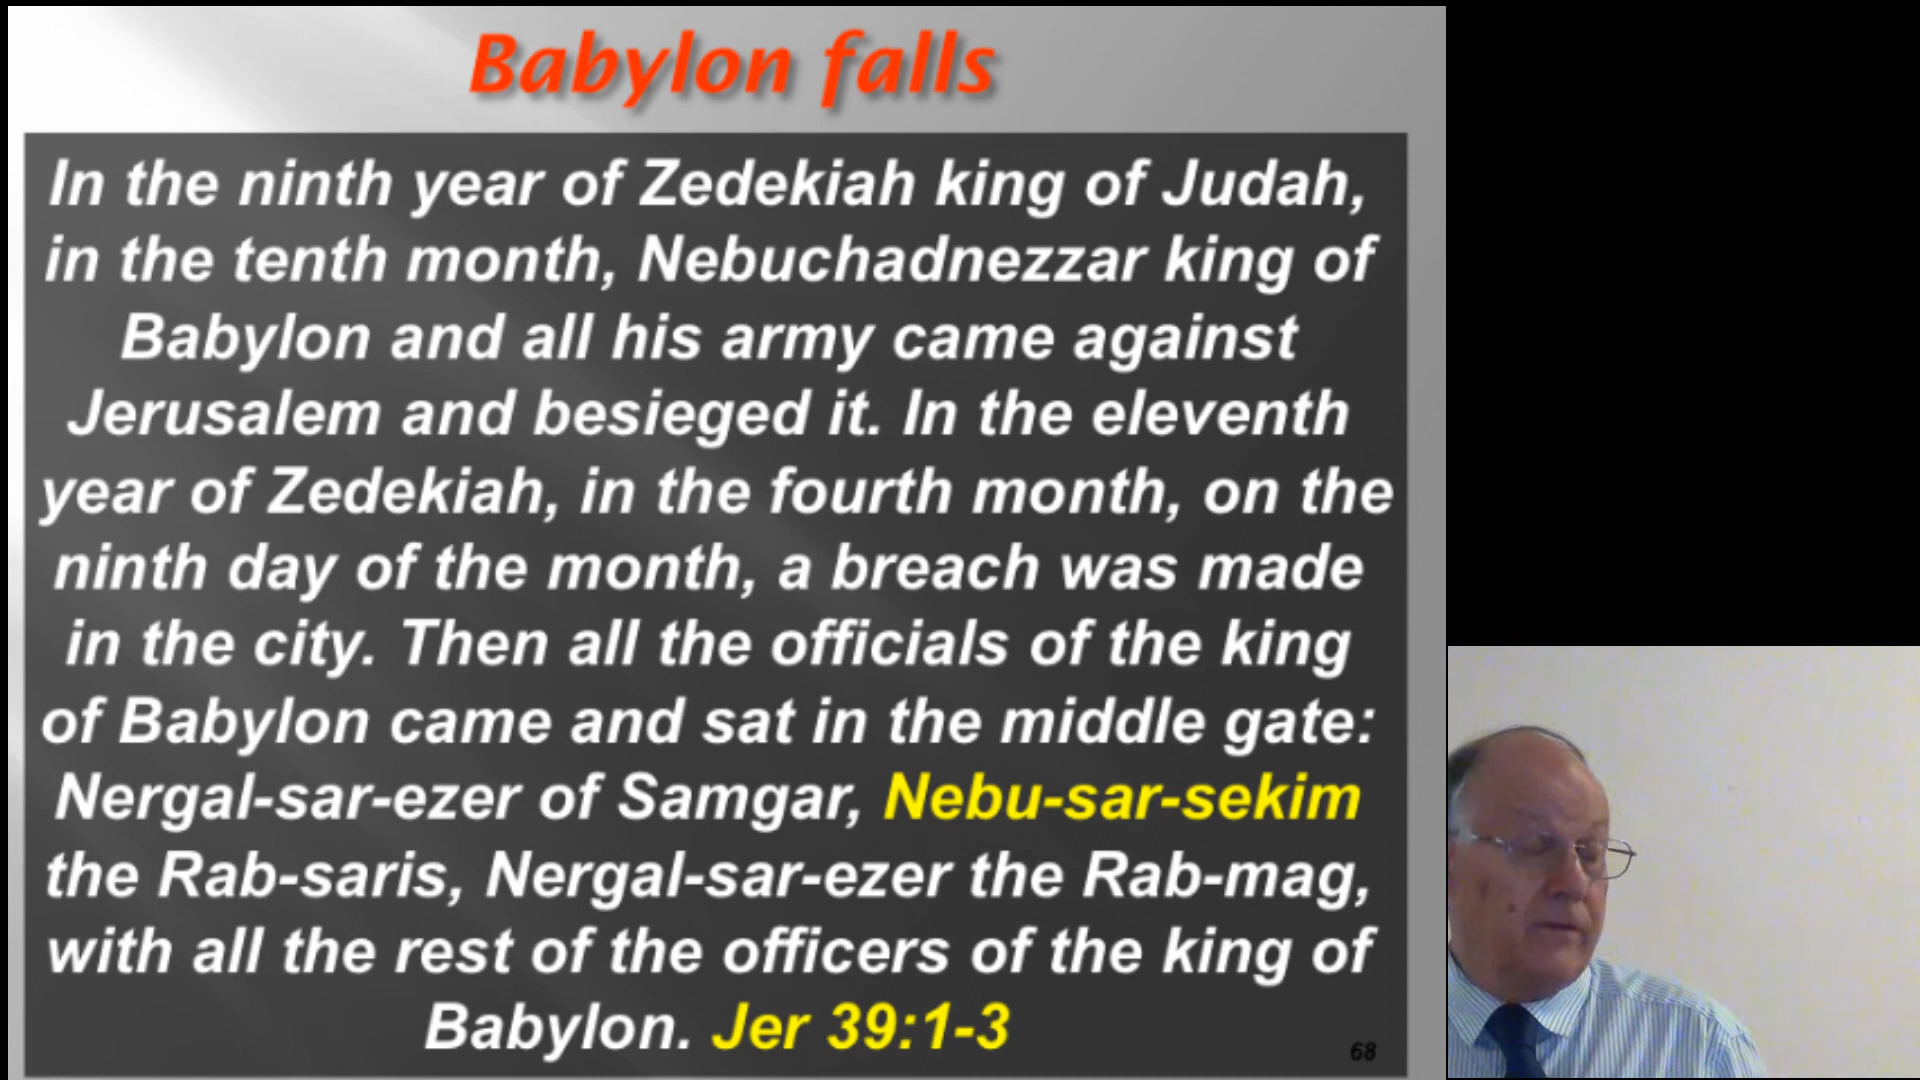 Babylon falls
In the ninth year of Zedekiah king of Judah,
in the tenth month, Nebuchadnezzar king of
Babylon and all his army came against
Jerusalem and besieged it. In the eleventh
year of Zedekiah, in the fourth month, on the
ninth day of the month, a breach was made
in the city. Then all the officials of the king
of Babylon came and sat in the middle gate:
Nergal-sar-ezer of Samgar, Nebu-sar-sekim
the Rab-saris, Nergal-sar-ezer the Rab-mag,
with all the rest of the officers of the king of
Babylon. Jer 39:1-3
68